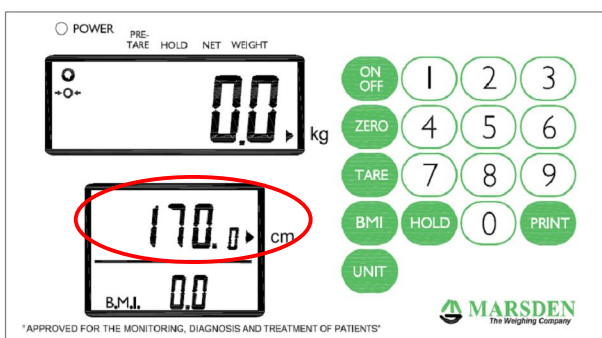 POWER
PRE-TARE HOLD NET WEIGHT
0.0 kg
170.0 cm
B.M.I. 0.0
ON OFF 1 2 3
ZERO 4 5 6
TARE 7 8 9
BMI HOLD 0 PRINT
UNIT
MARSDEN
The Weighing Company
"APPROVED FOR THE MONITORING, DIAGNOSIS AND TREATMENT OF PATIENTS"